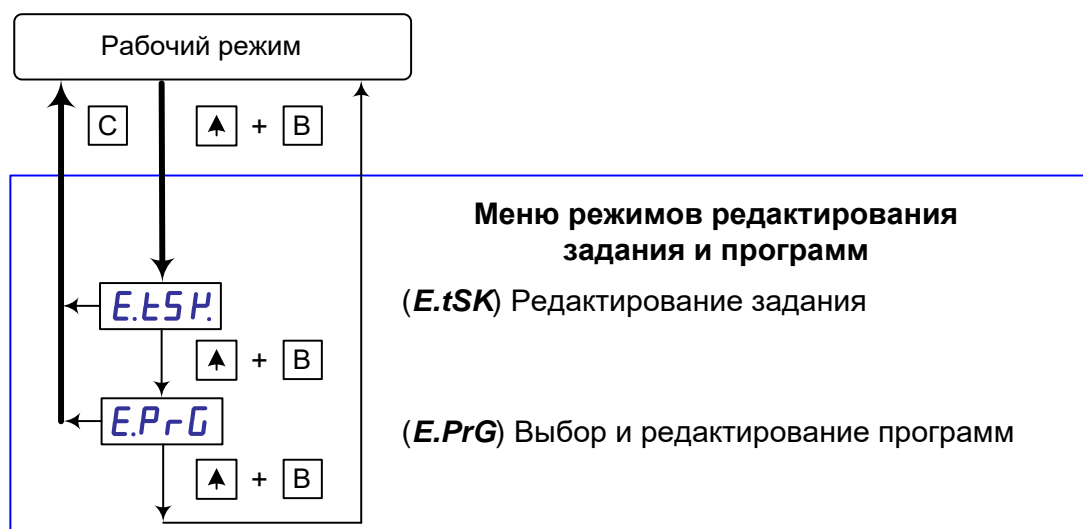 Рабочий режим
C ↑ + B
Меню режимов редактирования
задания и программ
E.tSK.
(E.tSK) Редактирование задания
↑ + B
E.PrG
(E.PrG) Выбор и редактирование программ
↑ + B